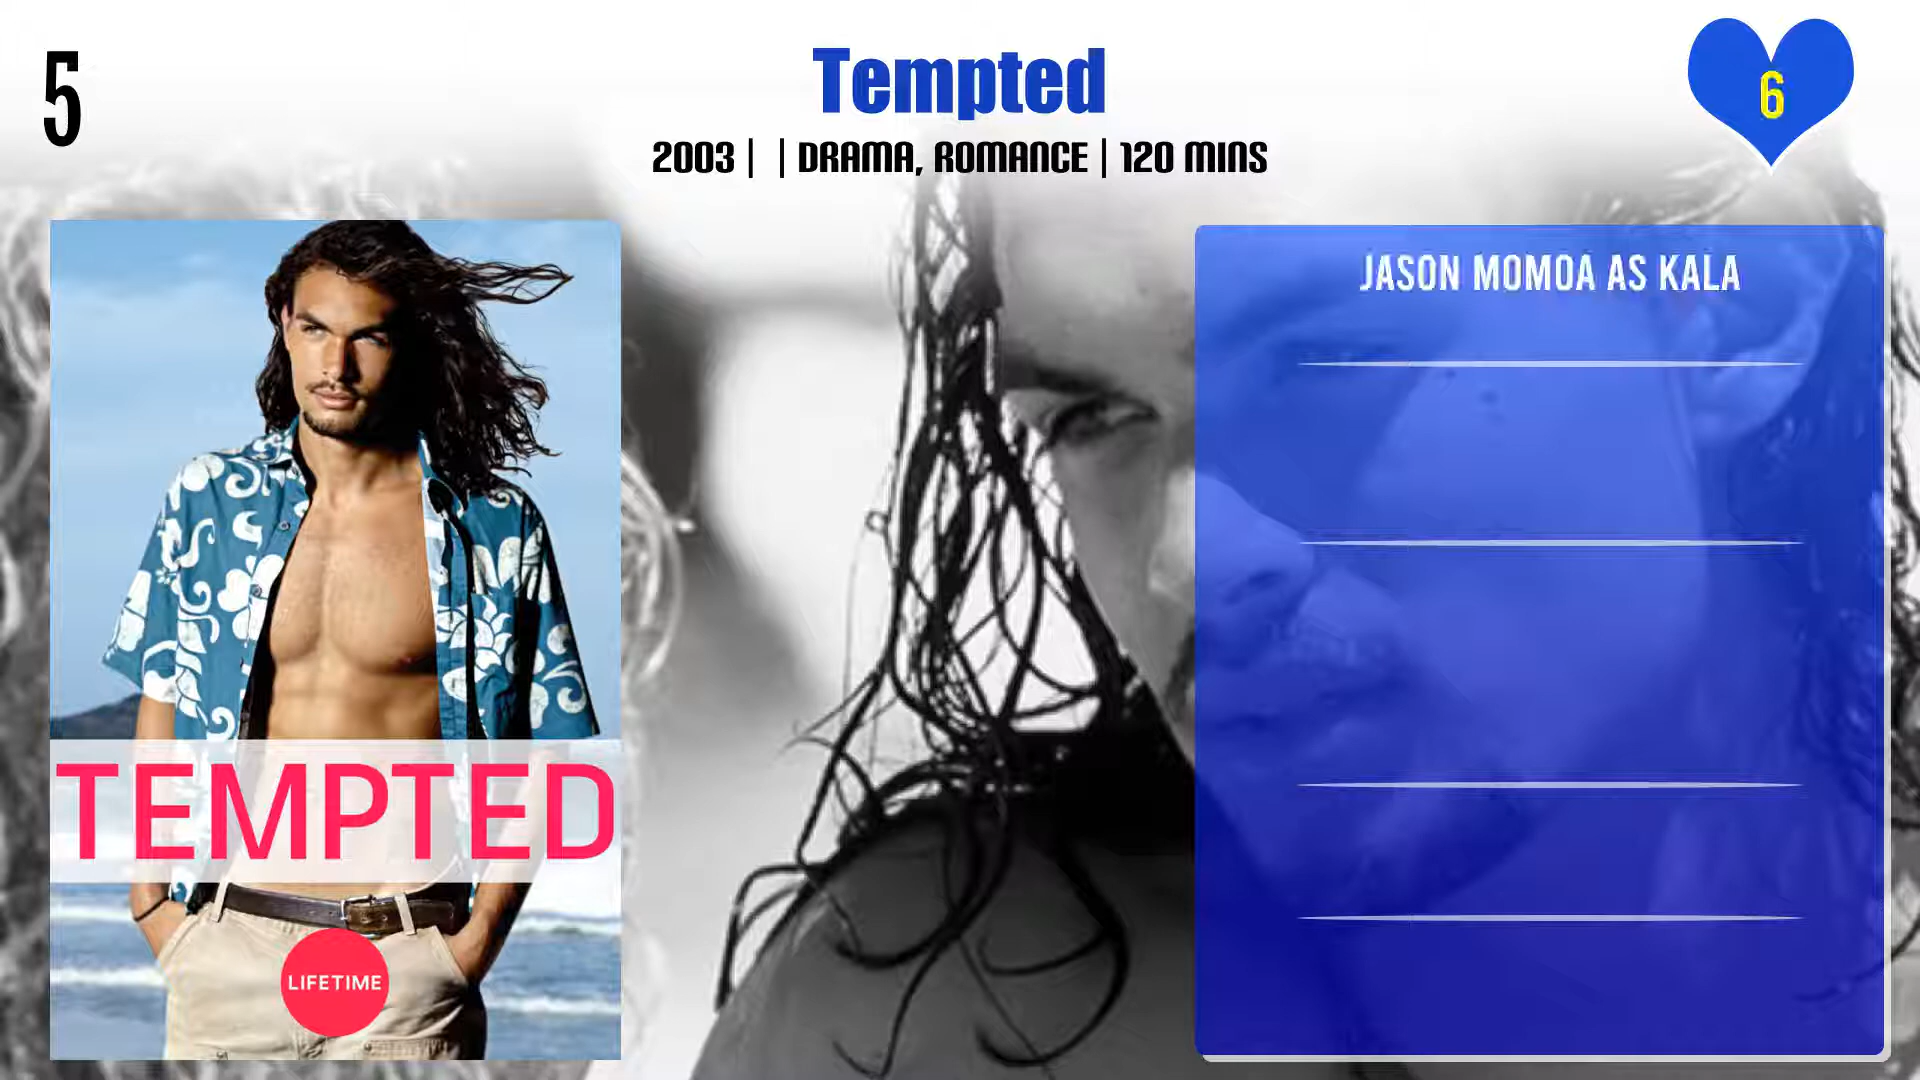 5
Tempted
6
2003 | | DRAMA, ROMANCE | 120 MINS
JASON MOMOA AS KALA
TEMPTED
LIFETIME